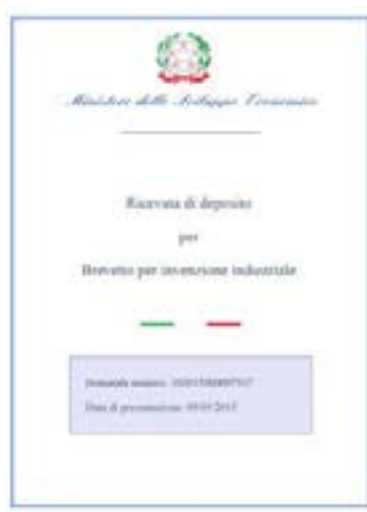 Ministero dello Sviluppo Economico
Ricevuta di deposito
per
Brevetto per invenzione industriale
Domanda numero:
Data di presentazione: